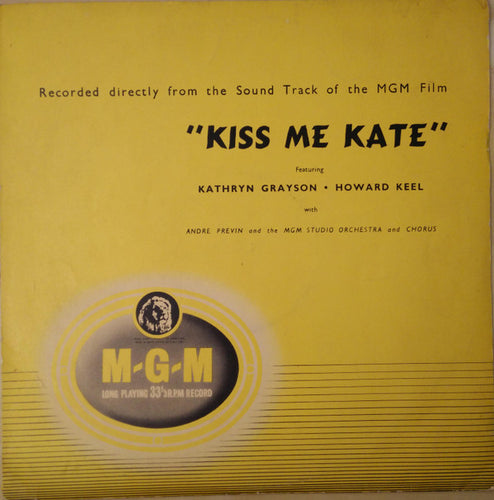 Recorded directly from the Sound Track of the MGM Film
"KISS ME KATE"
Featuring
KATHRYN GRAYSON • HOWARD KEEL
with
ANDRE PREVIN and the MGM STUDIO ORCHESTRA and CHORUS
M-G-M
LONG PLAYING 33⅓ R.P.M RECORD